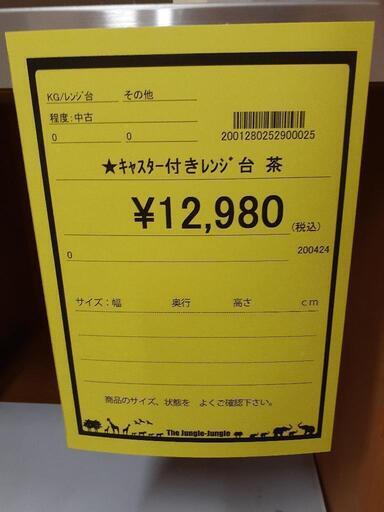 KG/ﾚﾝｼﾞ台 その他
程度:中古
0 0 2001280252900025
★ｷｬｽﾀｰ付きﾚﾝｼﾞ台 茶
¥12,980(税込)
0 200424
サイズ:幅 奥行 高さ cm
商品のサイズ、状態を よくご確認下さい。
The Jungle-Jungle